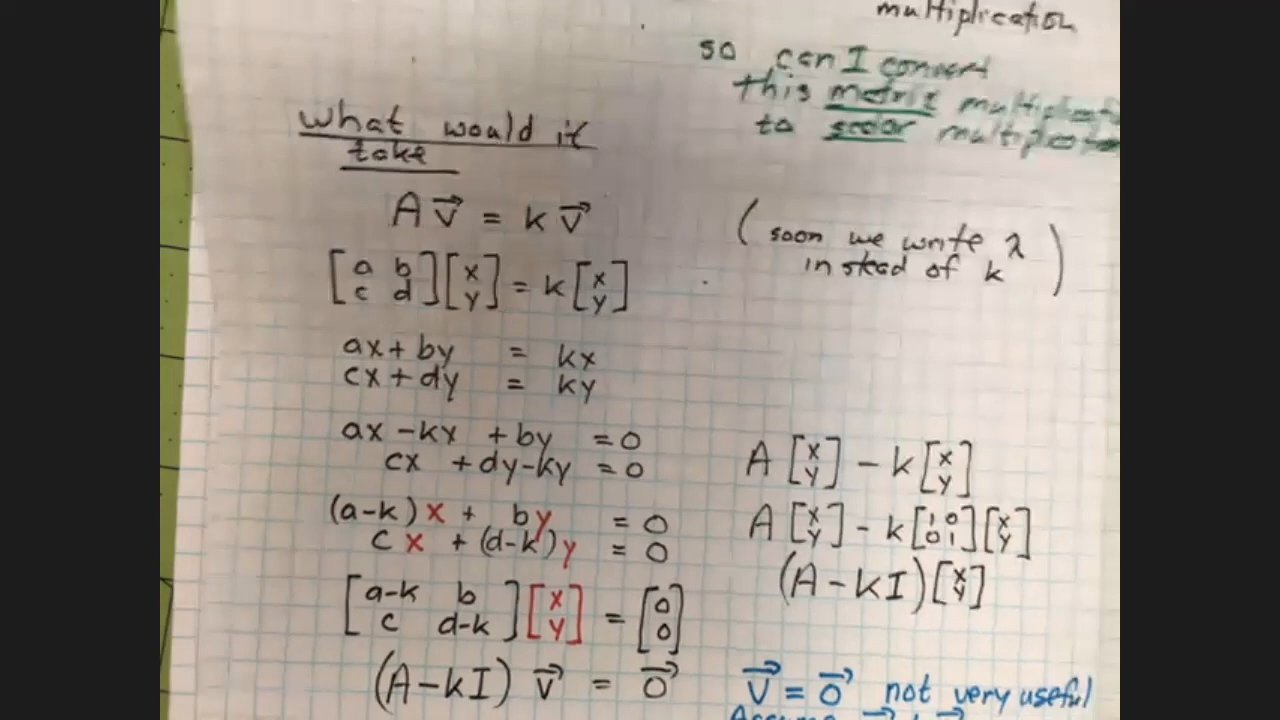 multiplication
so can I convert
this matrix multiplicati
to scalar multiplication
what would it
take
A v⃗ = k v⃗
(soon we write λ
instead of k)
[a b
c d] [x
y] = k [x
y]
ax + by = kx
cx + dy = ky
ax - kx + by = 0
cx + dy - ky = 0
A [x
y] - k [x
y]
(a-k) x + by = 0
cx + (d-k) y = 0
A [x
y] - k [1 0
0 1] [x
y]
(A - kI) [x
y]
[a-k b
c d-k] [x
y] = [0
0]
(A - kI) v⃗ = 0⃗
v⃗ = 0⃗ not very useful
Assume